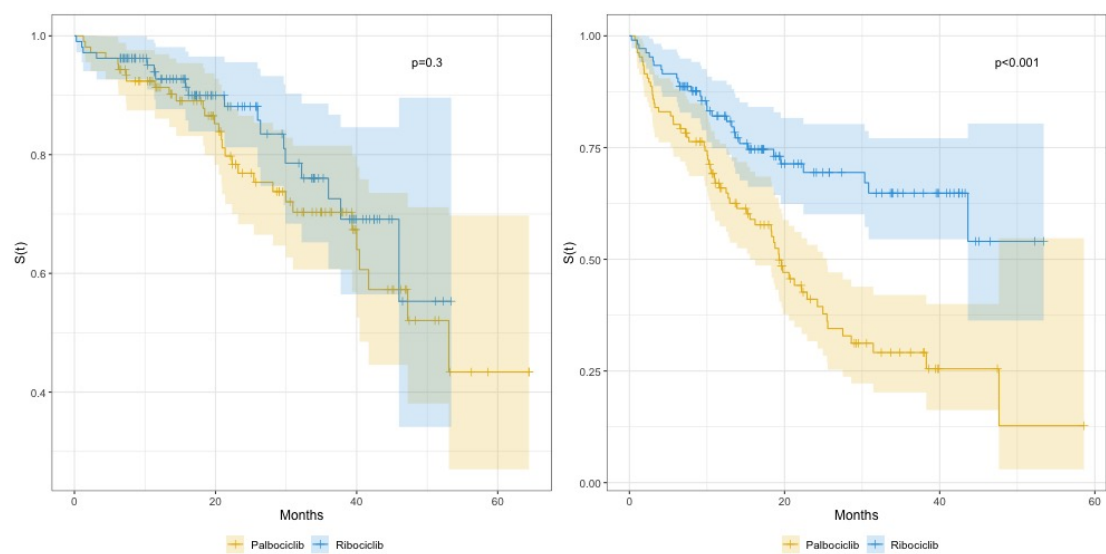 p=0.3
1.0
0.8
0.6
0.4
S(t)
0
20
40
60
Months
Palbociclib
Ribociclib
p<0.001
1.00
0.75
0.50
0.25
0.00
S(t)
0
20
40
60
Months
Palbociclib
Ribociclib